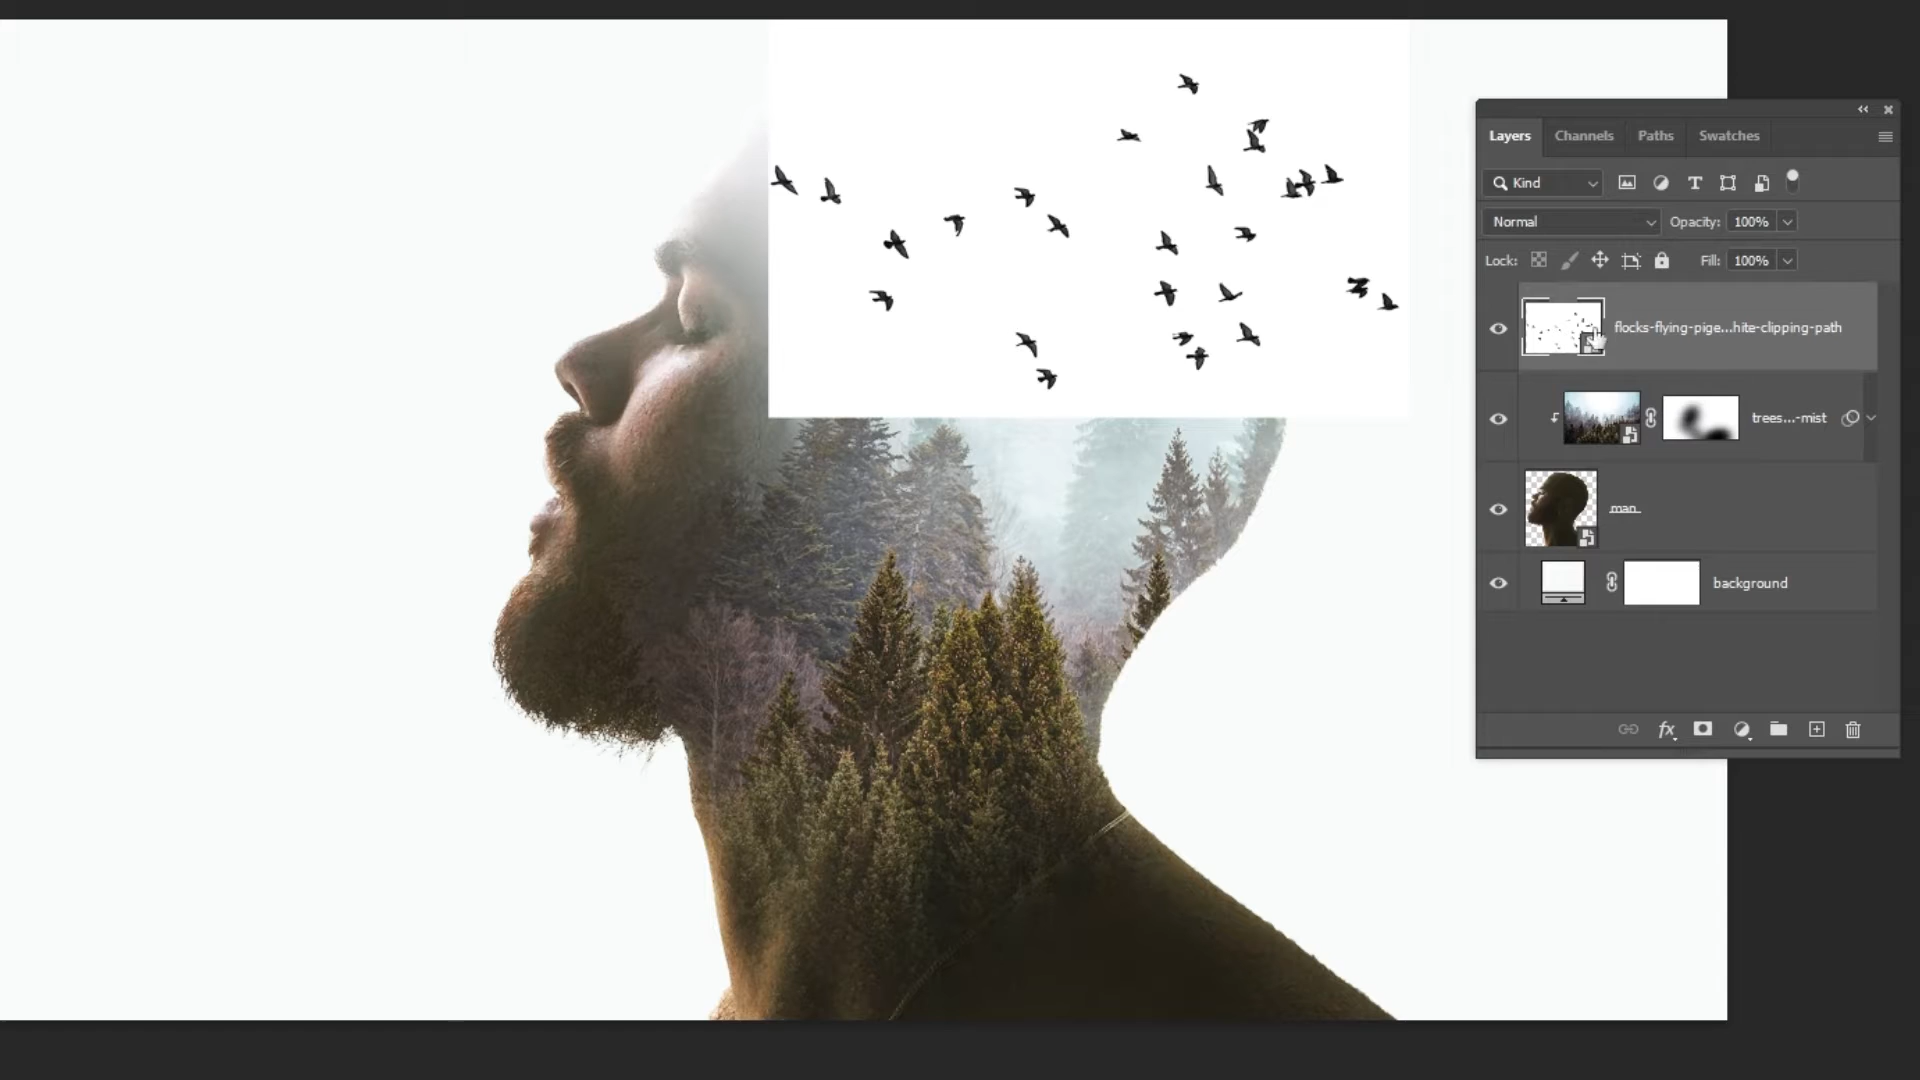 Layers Channels Paths Swatches
Kind
Normal Opacity: 100%
Lock: Fill: 100%
flocks-flying-pige...hite-clipping-path
trees...-mist
man
background